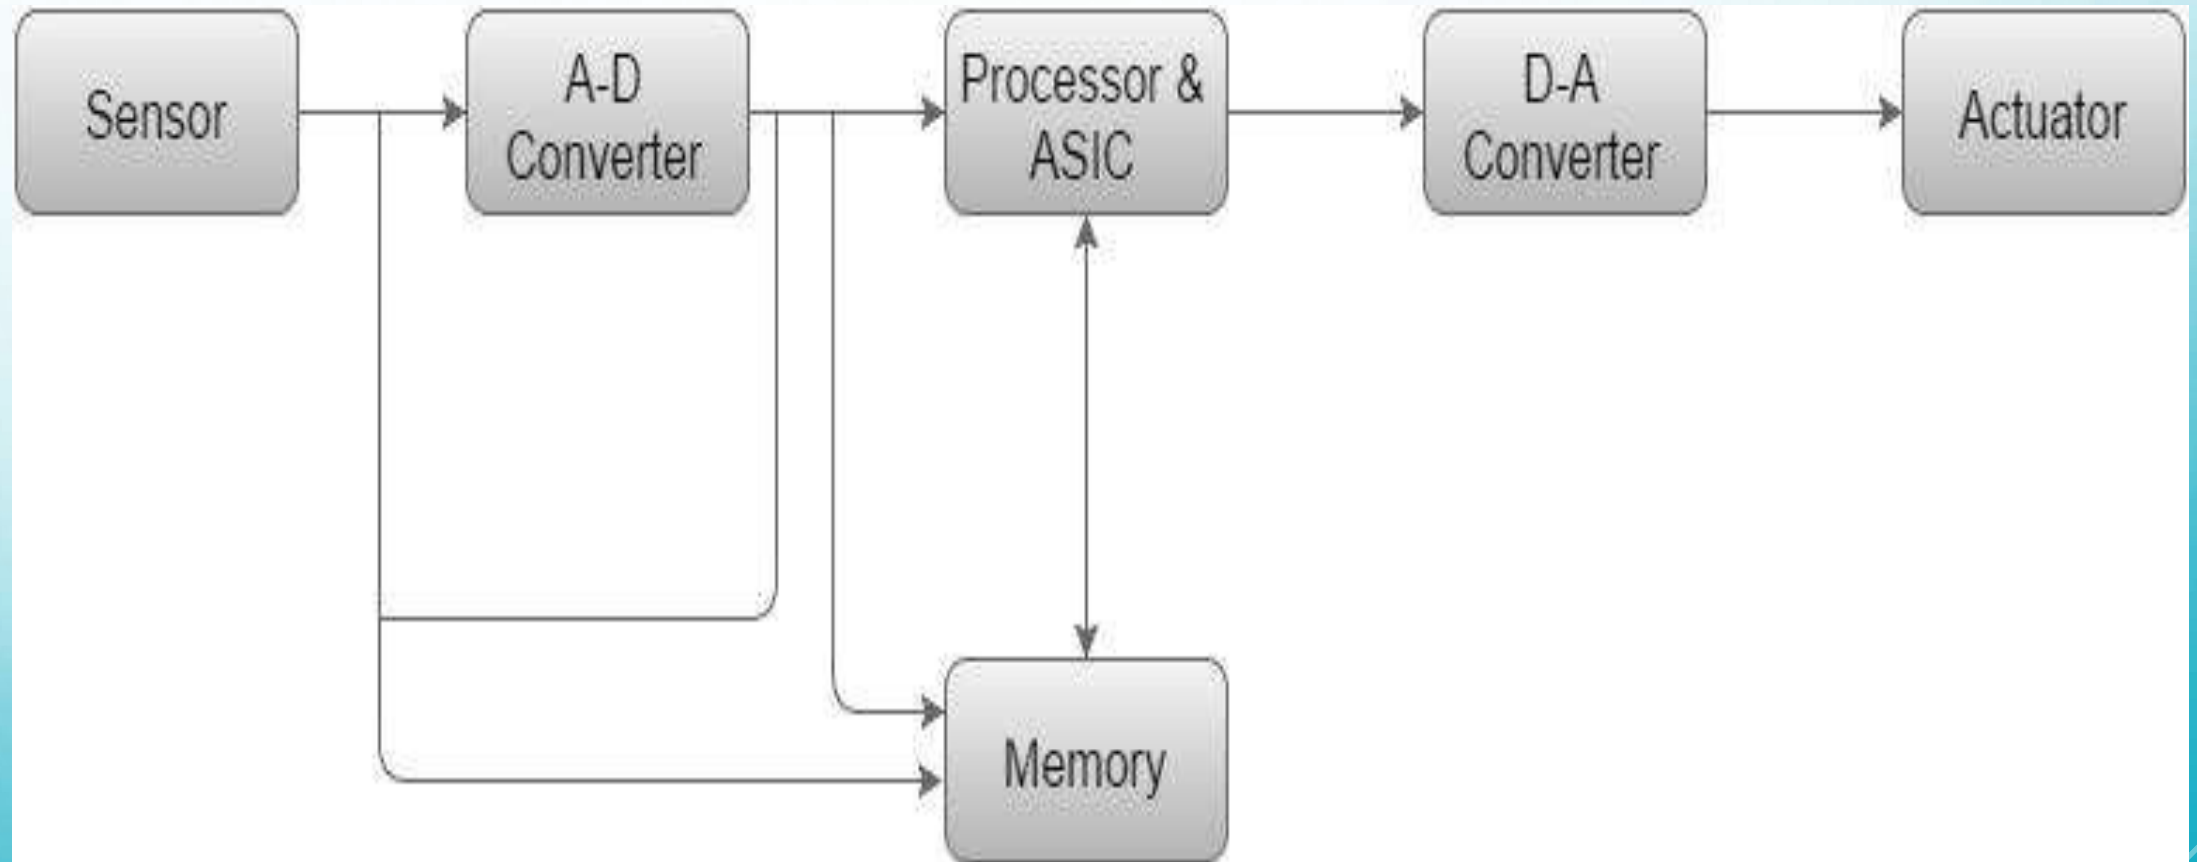 Sensor
A-D
Converter
Processor &
ASIC
D-A
Converter
Actuator
Memory